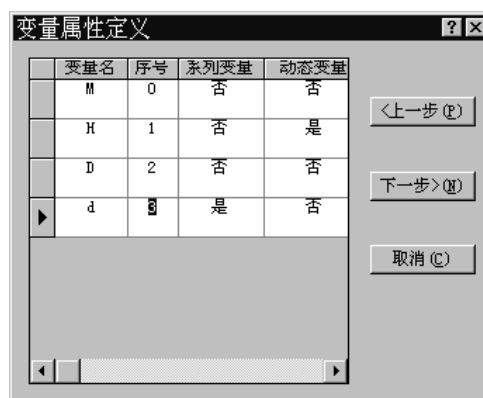 变量属性定义
变量名 序号 系列变量 动态变量
M 0 否 否
H 1 否 是
D 2 否 否
d 3 是 否
<上一步(P)
下一步>(N)
取消(C)